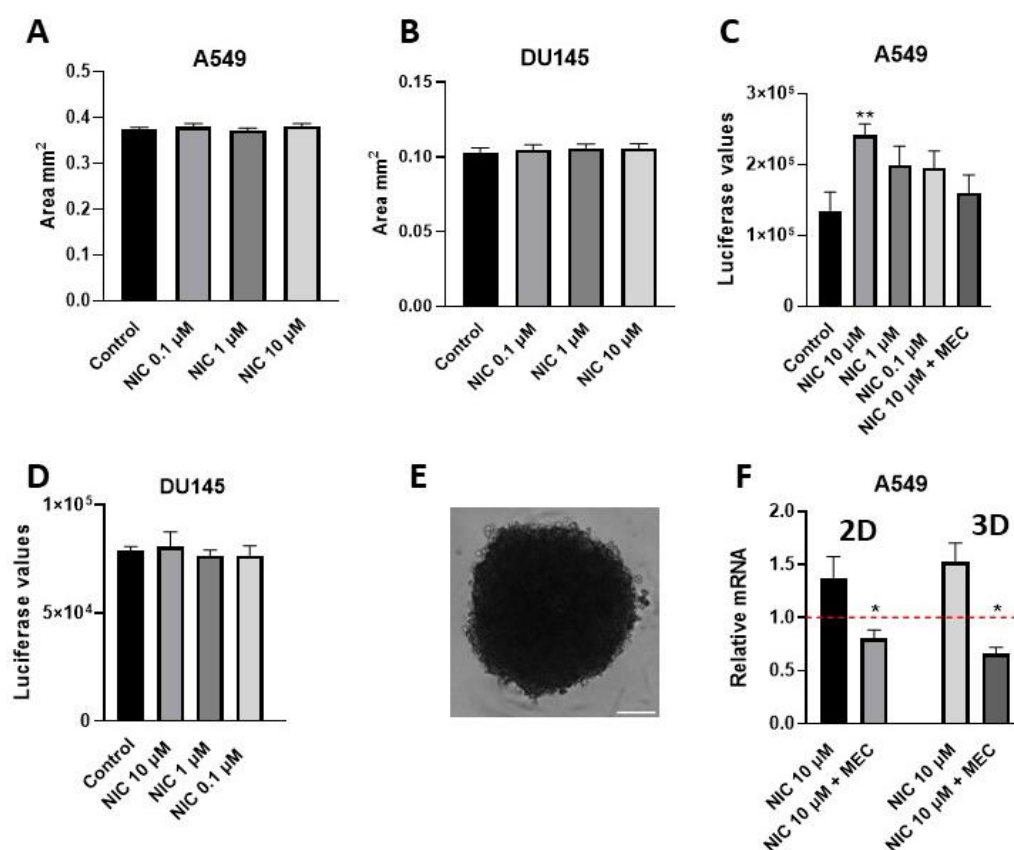 A
A549
Area mm²
0.5
0.4
0.3
0.2
0.1
0.0
Control
NIC 0.1 µM
NIC 1 µM
NIC 10 µM
B
DU145
Area mm²
0.15
0.10
0.05
0.00
Control
NIC 0.1 µM
NIC 1 µM
NIC 10 µM
C
A549
Luciferase values
3×10⁵
2×10⁵
1×10⁵
0
**
Control
NIC 10 µM
NIC 1 µM
NIC 0.1 µM
NIC 10 µM + MEC
D
DU145
Luciferase values
1×10⁵
5×10⁴
0
Control
NIC 10 µM
NIC 1 µM
NIC 0.1 µM
E
F
A549
Relative mRNA
2.0
1.5
1.0
0.5
0.0
2D
3D
*
*
NIC 10 µM
NIC 10 µM + MEC
NIC 10 µM
NIC 10 µM + MEC